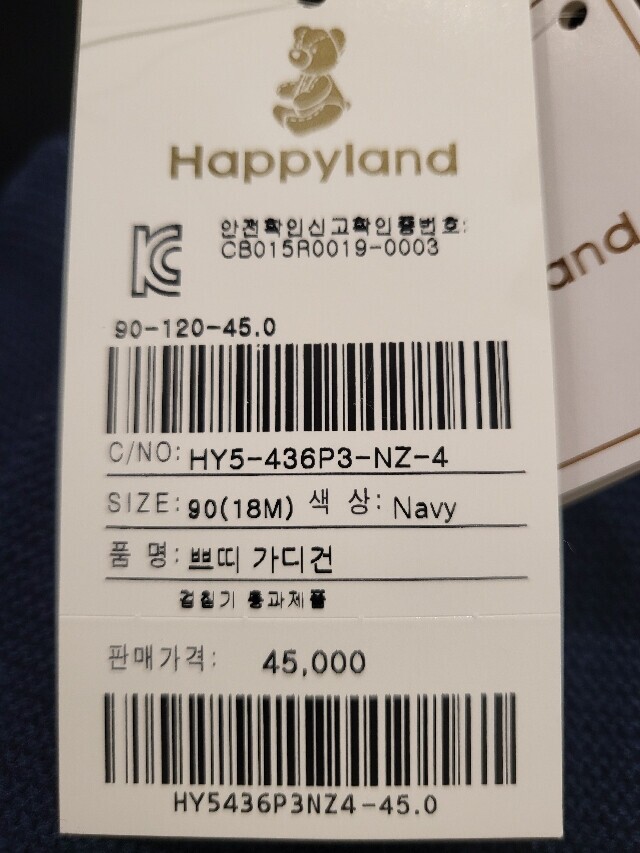 Happyland
안전확인신고확인증번호:
CB015R0019-0003
90-120-45.0
C/NO: HY5-436P3-NZ-4
SIZE: 90(18M) 색 상: Navy
품 명: 쁘띠 가디건
검침기 통과제품
판매가격: 45,000
HY5436P3NZ4-45.0
and